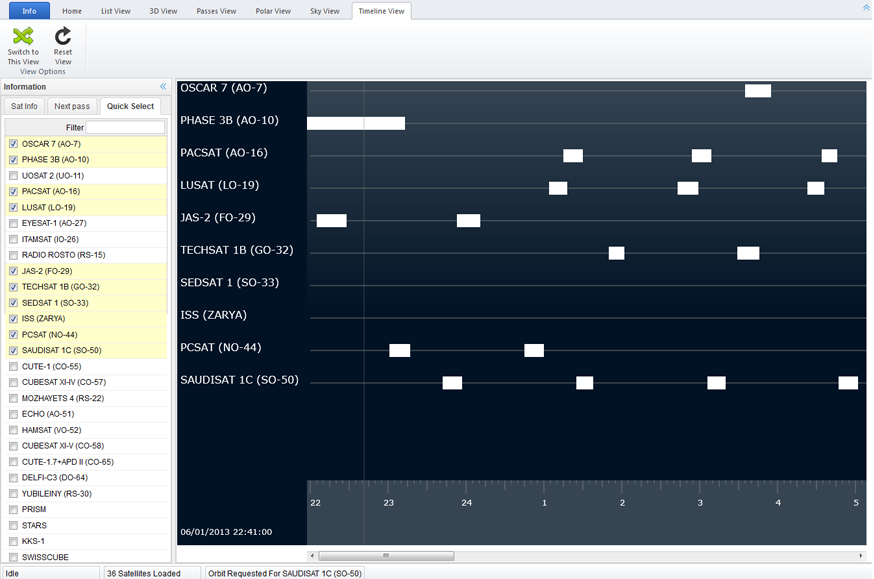 Info Home List View 3D View Passes View Polar View Sky View Timeline View
Switch to This View
Reset View
View Options
Information
Sat info Next pass Quick Select
Filter
OSCAR 7 (AO-7)
PHASE 3B (AO-10)
UOSAT 2 (UO-11)
PACSAT (AO-16)
LUSAT (LO-19)
EYESAT-1 (AO-27)
ITAMSAT (IO-26)
RADIO ROSTO (RS-15)
JAS-2 (FO-29)
TECHSAT 1B (GO-32)
SEDSAT 1 (SO-33)
ISS (ZARYA)
PCSAT (NO-44)
SAUDISAT 1C (SO-50)
CUTE-1 (CO-55)
CUBESAT XI-IV (CO-57)
MOZHAYETS 4 (RS-22)
ECHO (AO-51)
HAMSAT (VO-52)
CUBESAT XI-V (CO-58)
CUTE-1.7+APD II (CO-65)
DELFI-C3 (DO-64)
YUBILEINY (RS-30)
PRISM
STARS
KKS-1
SWISSCUBE
OSCAR 7 (AO-7)
PHASE 3B (AO-10)
PACSAT (AO-16)
LUSAT (LO-19)
JAS-2 (FO-29)
TECHSAT 1B (GO-32)
SEDSAT 1 (SO-33)
ISS (ZARYA)
PCSAT (NO-44)
SAUDISAT 1C (SO-50)
22 23 24 1 2 3 4 5
06/01/2013 22:41:00
Idle 36 Satellites Loaded Orbit Requested For SAUDISAT 1C (SO-50)